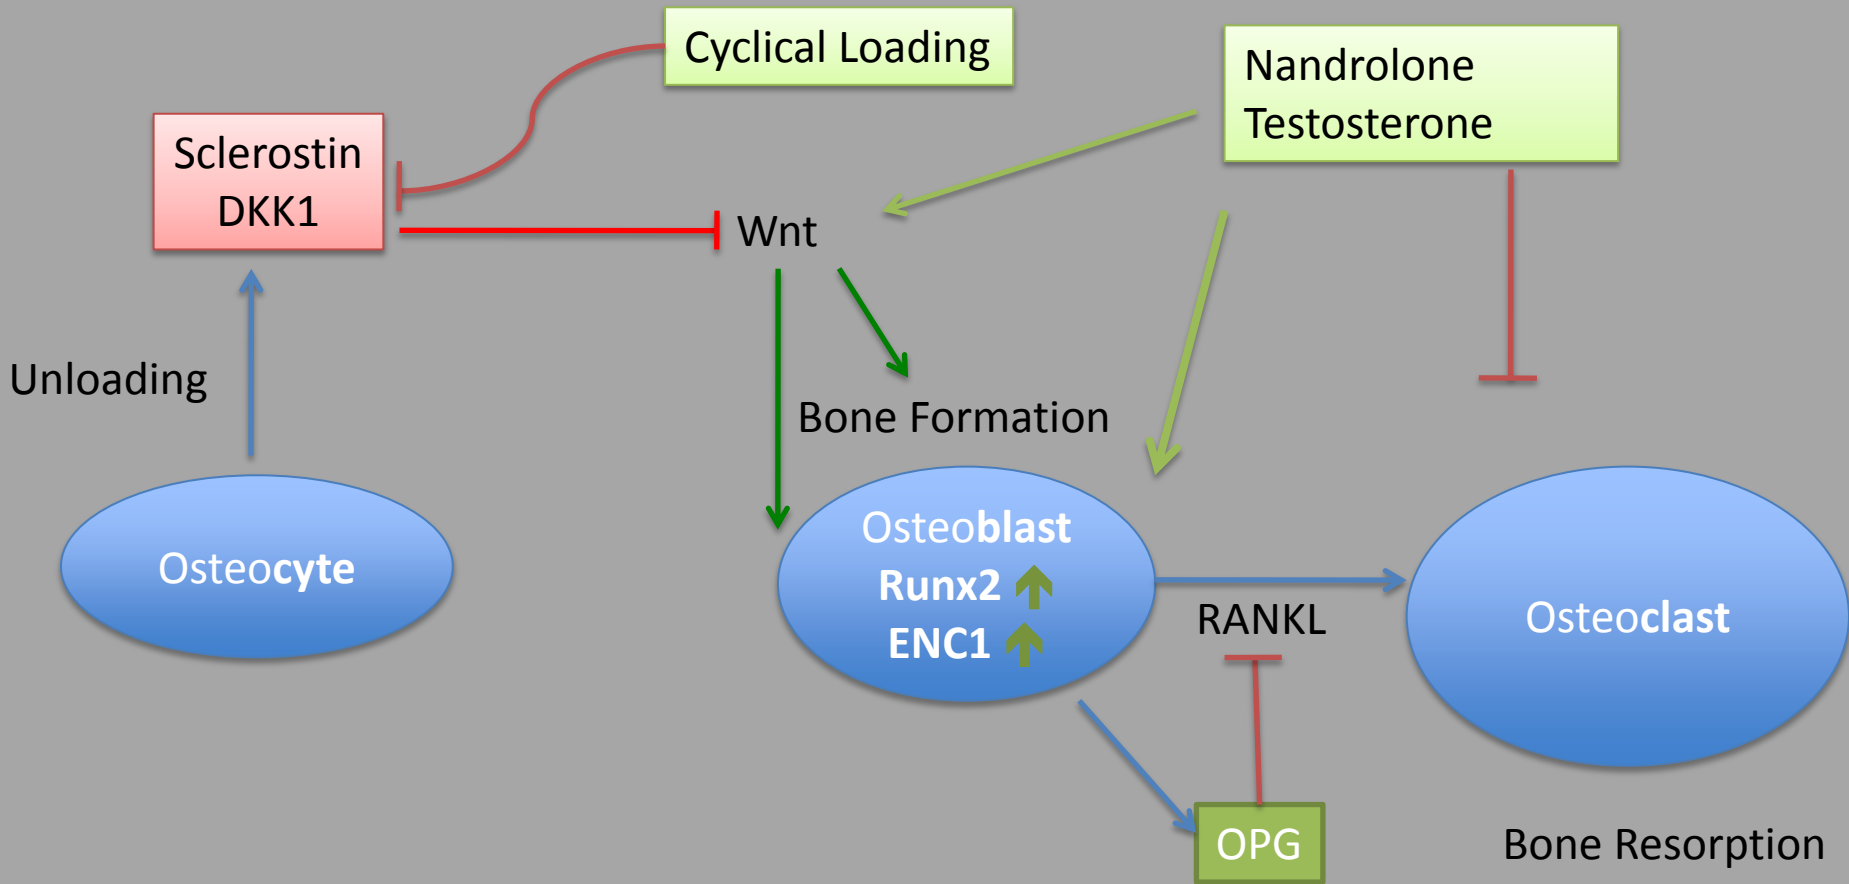 Cyclical Loading
Nandrolone
Testosterone
Sclerostin
DKK1
Wnt
Unloading
Bone Formation
Osteocyte
Osteoblast
Runx2
ENC1
RANKL
Osteoclast
OPG
Bone Resorption